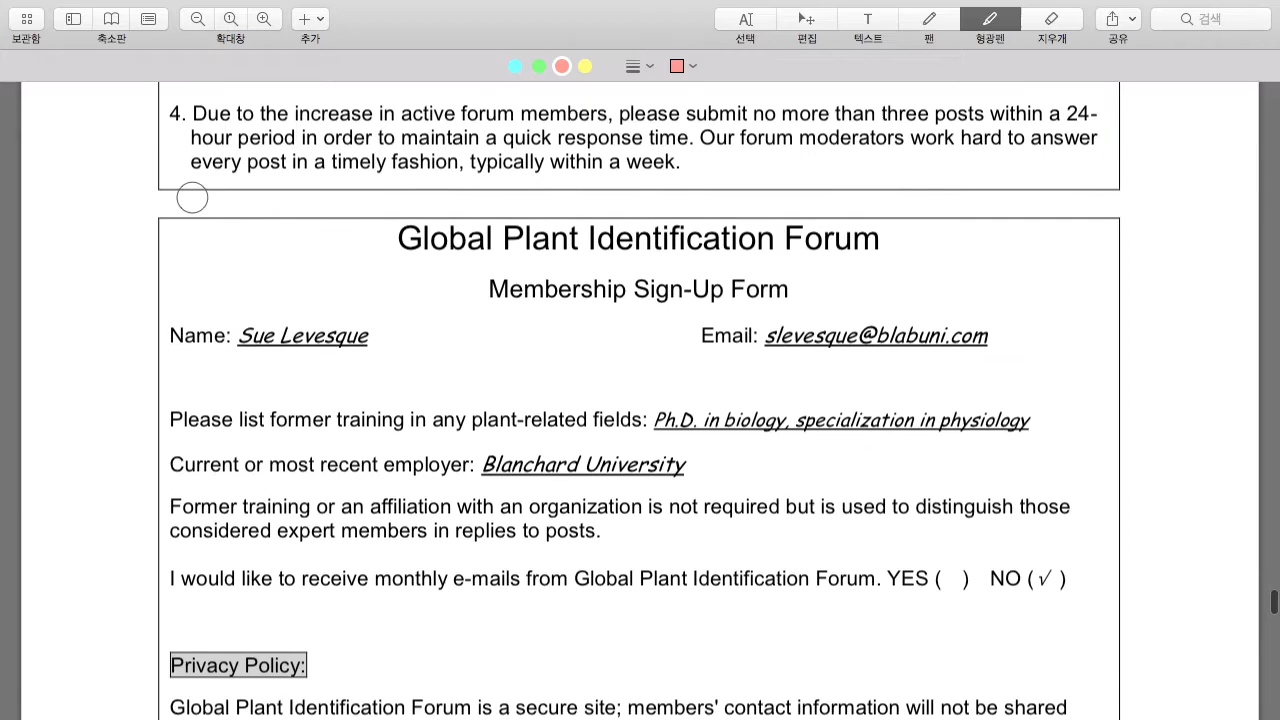 보관함
축소판
확대창
추가
선택
편집
텍스트
펜
형광펜
지우개
공유
검색
4. Due to the increase in active forum members, please submit no more than three posts within a 24-
hour period in order to maintain a quick response time. Our forum moderators work hard to answer
every post in a timely fashion, typically within a week.
Global Plant Identification Forum
Membership Sign-Up Form
Name: Sue Levesque Email: slevesque@blabuni.com
Please list former training in any plant-related fields: Ph.D. in biology, specialization in physiology
Current or most recent employer: Blanchard University
Former training or an affiliation with an organization is not required but is used to distinguish those
considered expert members in replies to posts.
I would like to receive monthly e-mails from Global Plant Identification Forum. YES ( ) NO (√ )
Privacy Policy:
Global Plant Identification Forum is a secure site; members' contact information will not be shared